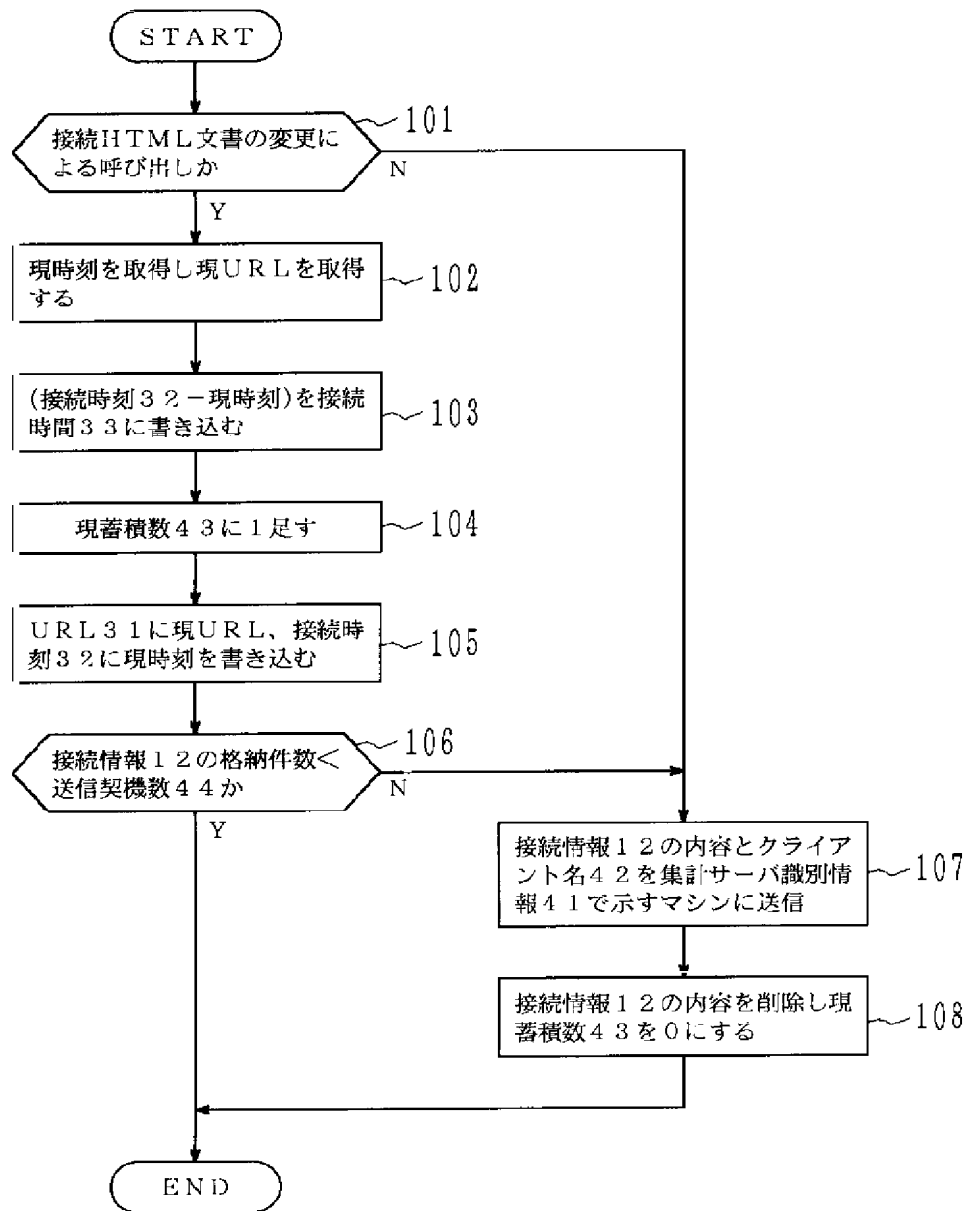 START
接続HTML文書の変更に
よる呼び出しか
101
N
Y
現時刻を取得し現URLを取得
する
102
(接続時刻32-現時刻)を接続
時間33に書き込む
103
現蓄積数43に1足す
104
URL31に現URL、接続時
刻32に現時刻を書き込む
105
接続情報12の格納件数<
送信契機数44か
106
N
Y
接続情報12の内容とクライア
ント名42を集計サーバ識別情
報41で示すマシンに送信
107
接続情報12の内容を削除し現
蓄積数43を0にする
108
END